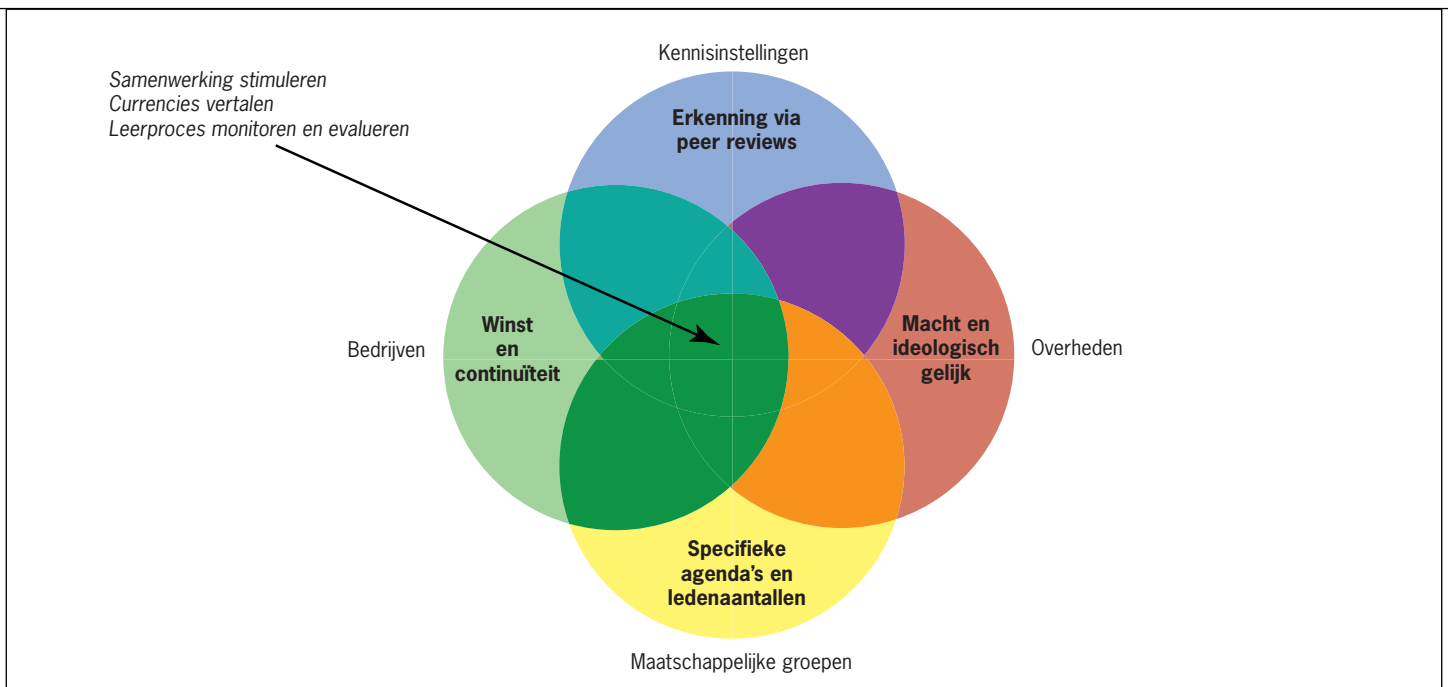 Kennisinstellingen
Samenwerking stimuleren
Currencies vertalen
Leerproces monitoren en evalueren
Erkenning via
peer reviews
Bedrijven
Winst
en
continuïteit
Macht en
ideologisch
gelijk
Overheden
Specifieke
agenda's en
ledenaantallen
Maatschappelijke groepen